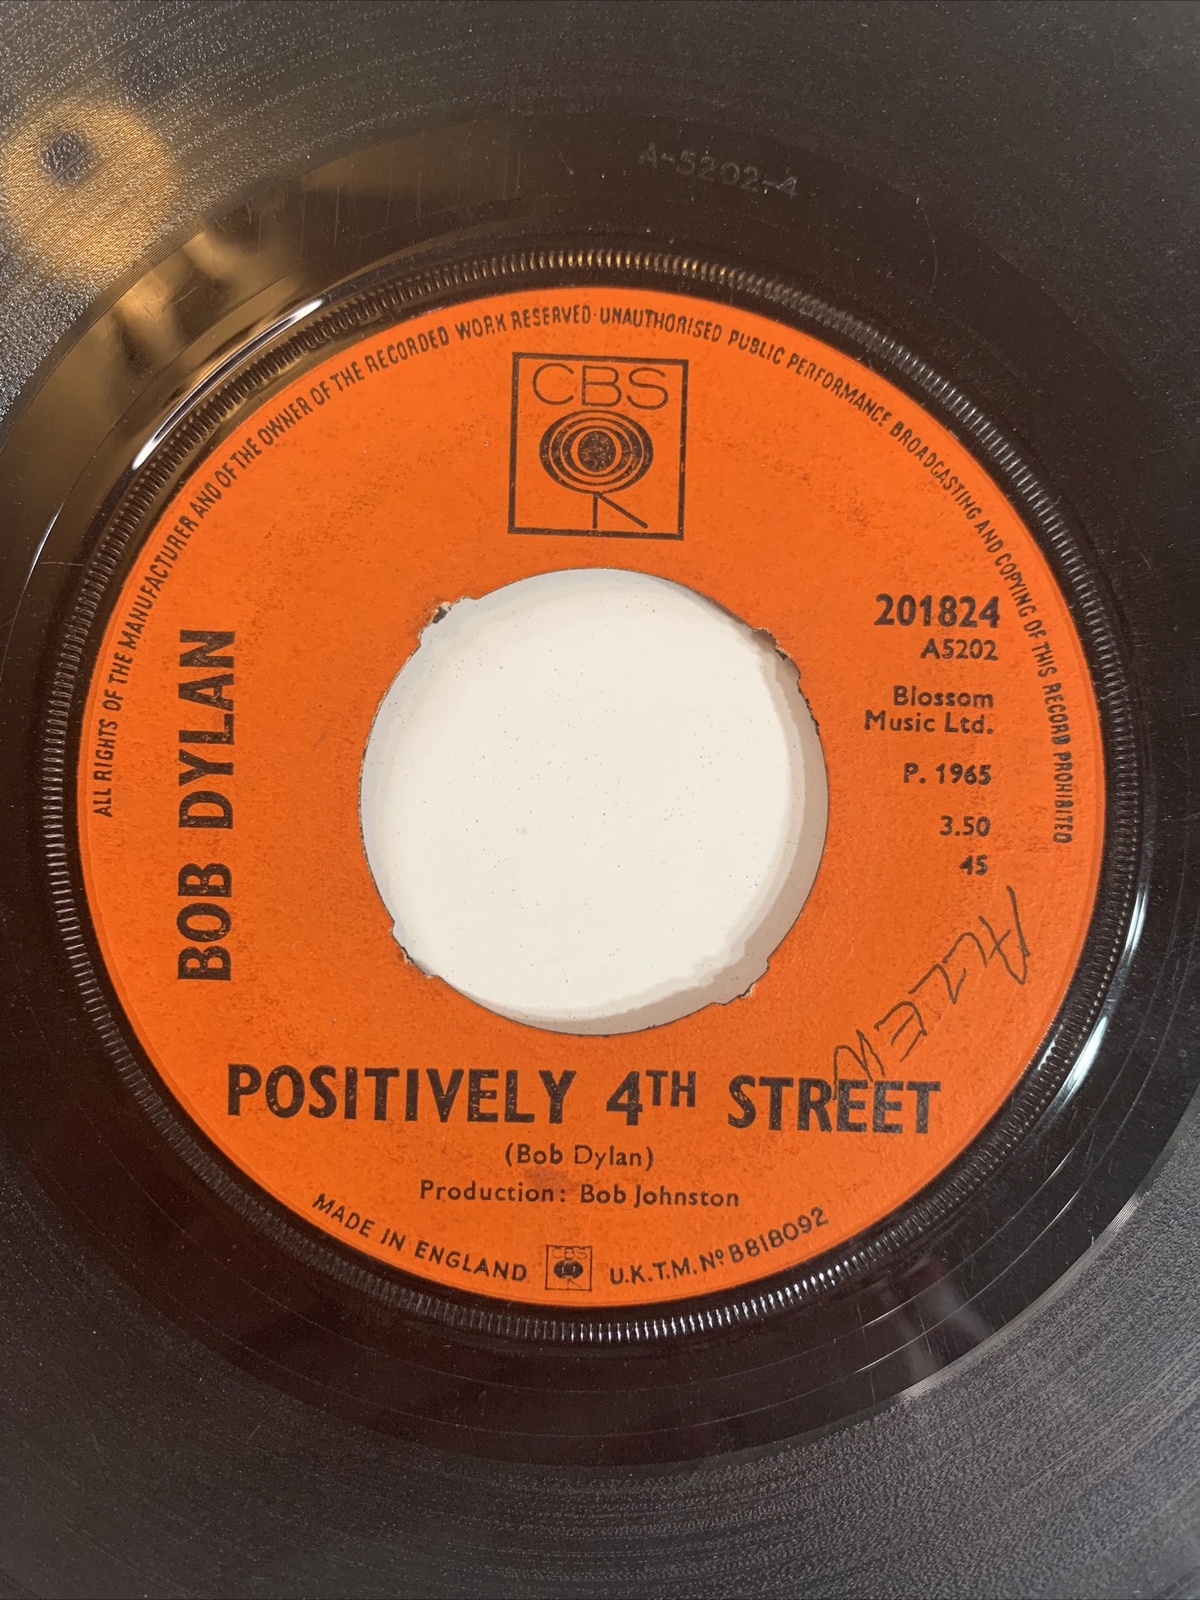 A-5202-4
ALL RIGHTS OF THE MANUFACTURER AND OF THE OWNER OF THE RECORDED WORK RESERVED·UNAUTHORISED PUBLIC PERFORMANCE BROADCASTING AND COPYING OF THIS RECORD PROHIBITED
CBS
201824
A5202
Blossom
Music Ltd.
P. 1965
3.50
45
BOB DYLAN
POSITIVELY 4TH STREET
(Bob Dylan)
Production: Bob Johnston
MADE IN ENGLAND
CBS
U.K.T.M. Nº B818092